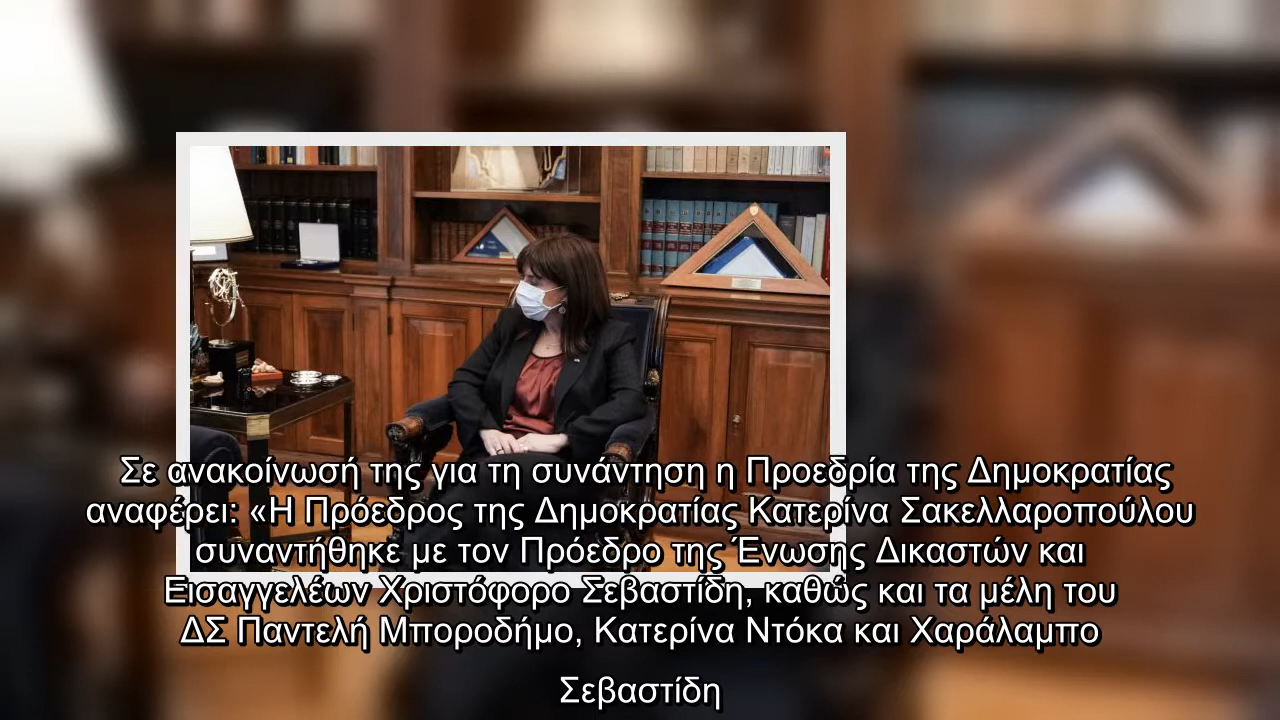 Σε ανακοίνωσή της για τη συνάντηση η Προεδρία της Δημοκρατίας
αναφέρει: «Η Πρόεδρος της Δημοκρατίας Κατερίνα Σακελλαροπούλου
συναντήθηκε με τον Πρόεδρο της Ένωσης Δικαστών και
Εισαγγελέων Χριστόφορο Σεβαστίδη, καθώς και τα μέλη του
ΔΣ Παντελή Μποροδήμο, Κατερίνα Ντόκα και Χαράλαμπο
Σεβαστίδη